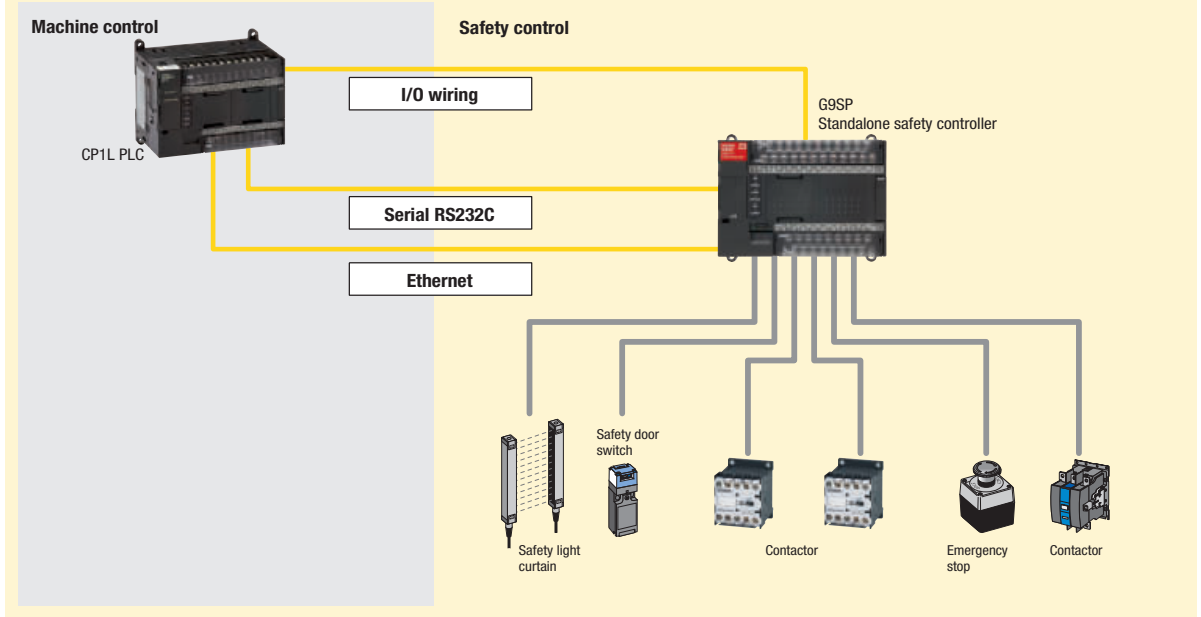 Machine control
Safety control
I/O wiring
G9SP
Standalone safety controller
CP1L PLC
Serial RS232C
Ethernet
Safety door
switch
Safety light
curtain
Contactor
Emergency
stop
Contactor